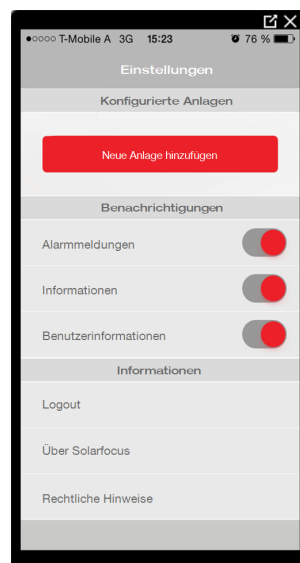 T-Mobile A 3G 15:23 76 %
Einstellungen
Konfigurierte Anlagen
Neue Anlage hinzufügen
Benachrichtigungen
Alarmmeldungen
Informationen
Benutzerinformationen
Informationen
Logout
Über Solarfocus
Rechtliche Hinweise